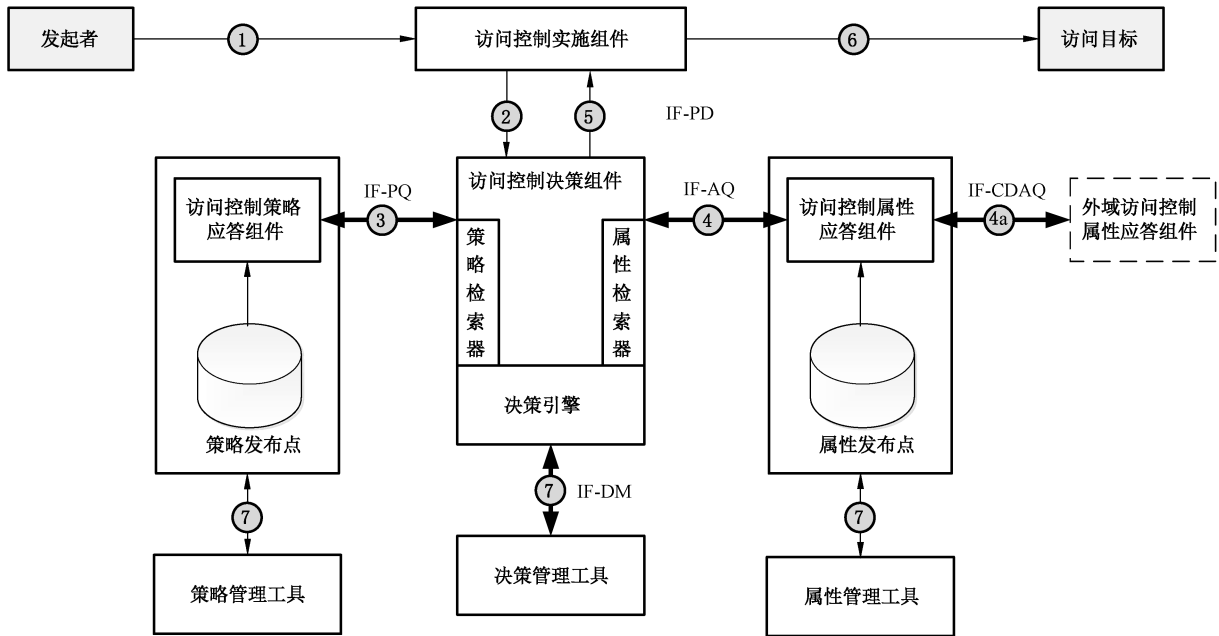 发起者
1
访问控制实施组件
6
访问目标
2
5
IF-PD
访问控制策略
应答组件
策略发布点
IF-PQ
3
访问控制决策组件
策略检索器
属性检索器
决策引擎
IF-AQ
4
访问控制属性
应答组件
属性发布点
IF-CDAQ
4a
外域访问控制
属性应答组件
7
7
IF-DM
7
策略管理工具
决策管理工具
属性管理工具